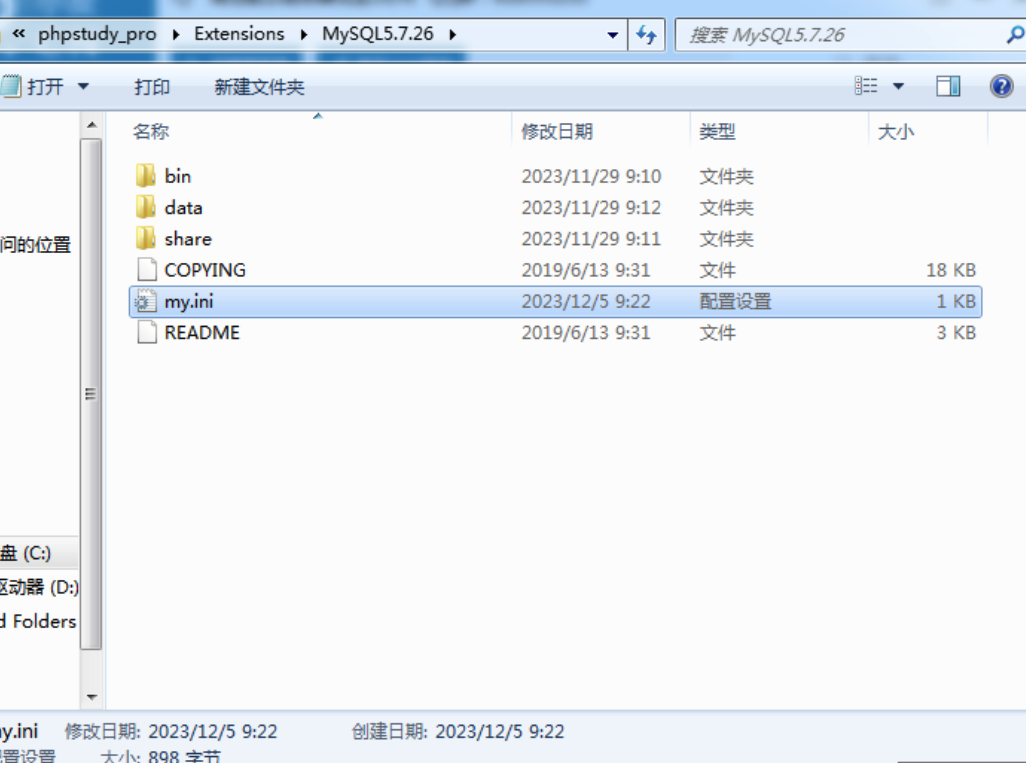 « phpstudy_pro ▸ Extensions ▸ MySQL5.7.26 ▸ 搜索 MySQL5.7.26
打开 打印 新建文件夹
名称 修改日期 类型 大小
bin 2023/11/29 9:10 文件夹
data 2023/11/29 9:12 文件夹
share 2023/11/29 9:11 文件夹
问的位置
COPYING 2019/6/13 9:31 文件 18 KB
my.ini 2023/12/5 9:22 配置设置 1 KB
README 2019/6/13 9:31 文件 3 KB
盘 (C:)
驱动器 (D:)
d Folders
my.ini 修改日期: 2023/12/5 9:22 创建日期: 2023/12/5 9:22
配置设置 大小: 898 字节